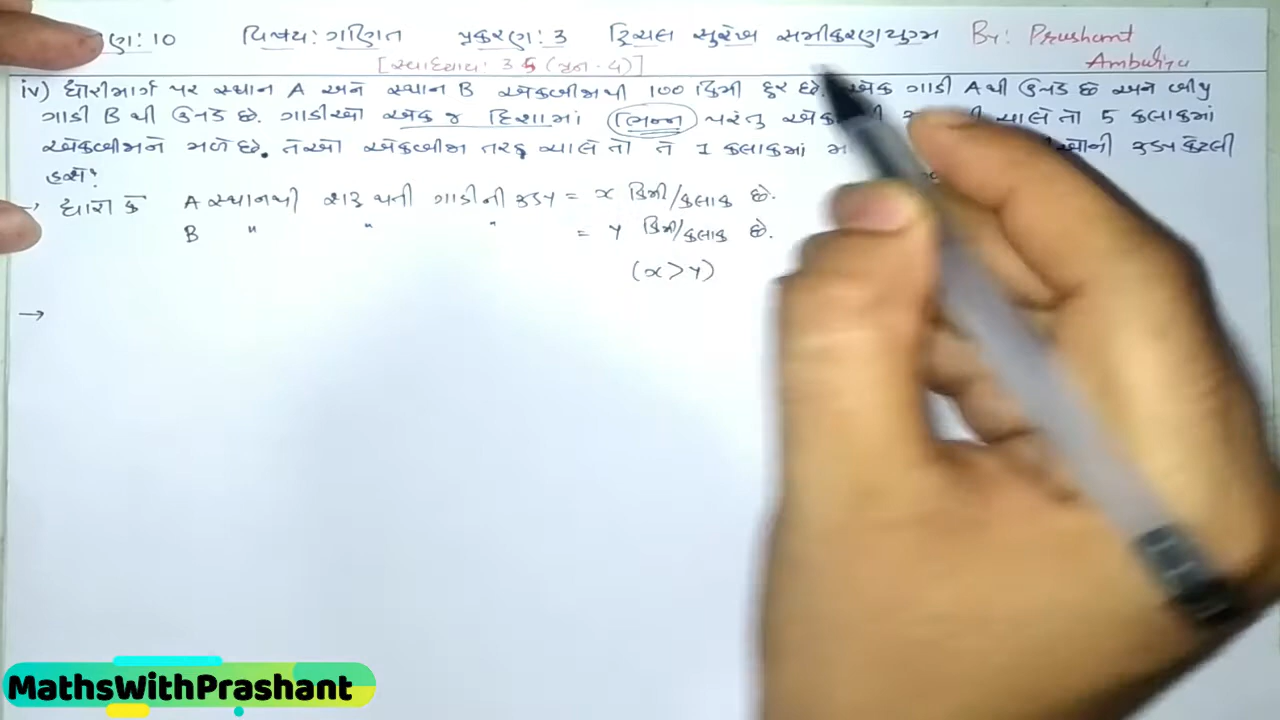 ણ: 10 વિષય: ગણિત પ્રકરણ: 3 દ્વિચલ સુરેખ સમીકરણયુગ્મ By: Prashant Ambaliya
[સ્વાધ્યાય: 3.5 (પ્રશ્ન-4)]
iv) ધોરીમાર્ગ પર સ્થાન A અને સ્થાન B એકબીજાથી 100 કિમી દૂર છે. એક ગાડી A થી ઉપડે છે અને બીજી
ગાડી B થી ઉપડે છે. ગાડીઓ એક જ દિશામાં ભિન્ન પરંતુ ચાલે તો 5 કલાકમાં
એકબીજાને મળે છે. તેઓ એકબીજા તરફ ચાલે તો તે 1 કલાકમાં ઝડપ કેટલી
હશે?
→ ધારો કે A સ્થાનથી શરૂ થતી ગાડીની ઝડપ = x કિમી/કલાક છે.
B " " " = y કિમી/કલાક છે.
(x > y)
→
MathsWithPrashant